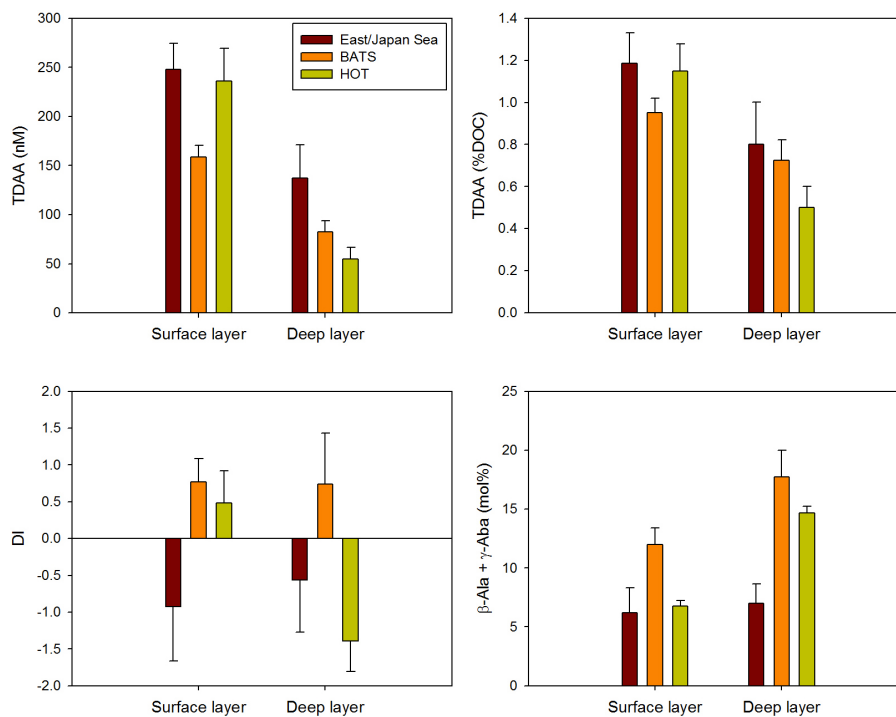 300
250
200
150
100
50
0
TDAA (nM)
East/Japan Sea
BATS
HOT
Surface layer Deep layer
1.4
1.2
1.0
0.8
0.6
0.4
0.2
0.0
TDAA (%DOC)
Surface layer Deep layer
2.0
1.5
1.0
0.5
0.0
-0.5
-1.0
-1.5
-2.0
DI
Surface layer Deep layer
25
20
15
10
5
0
β-Ala + γ-Aba (mol%)
Surface layer Deep layer